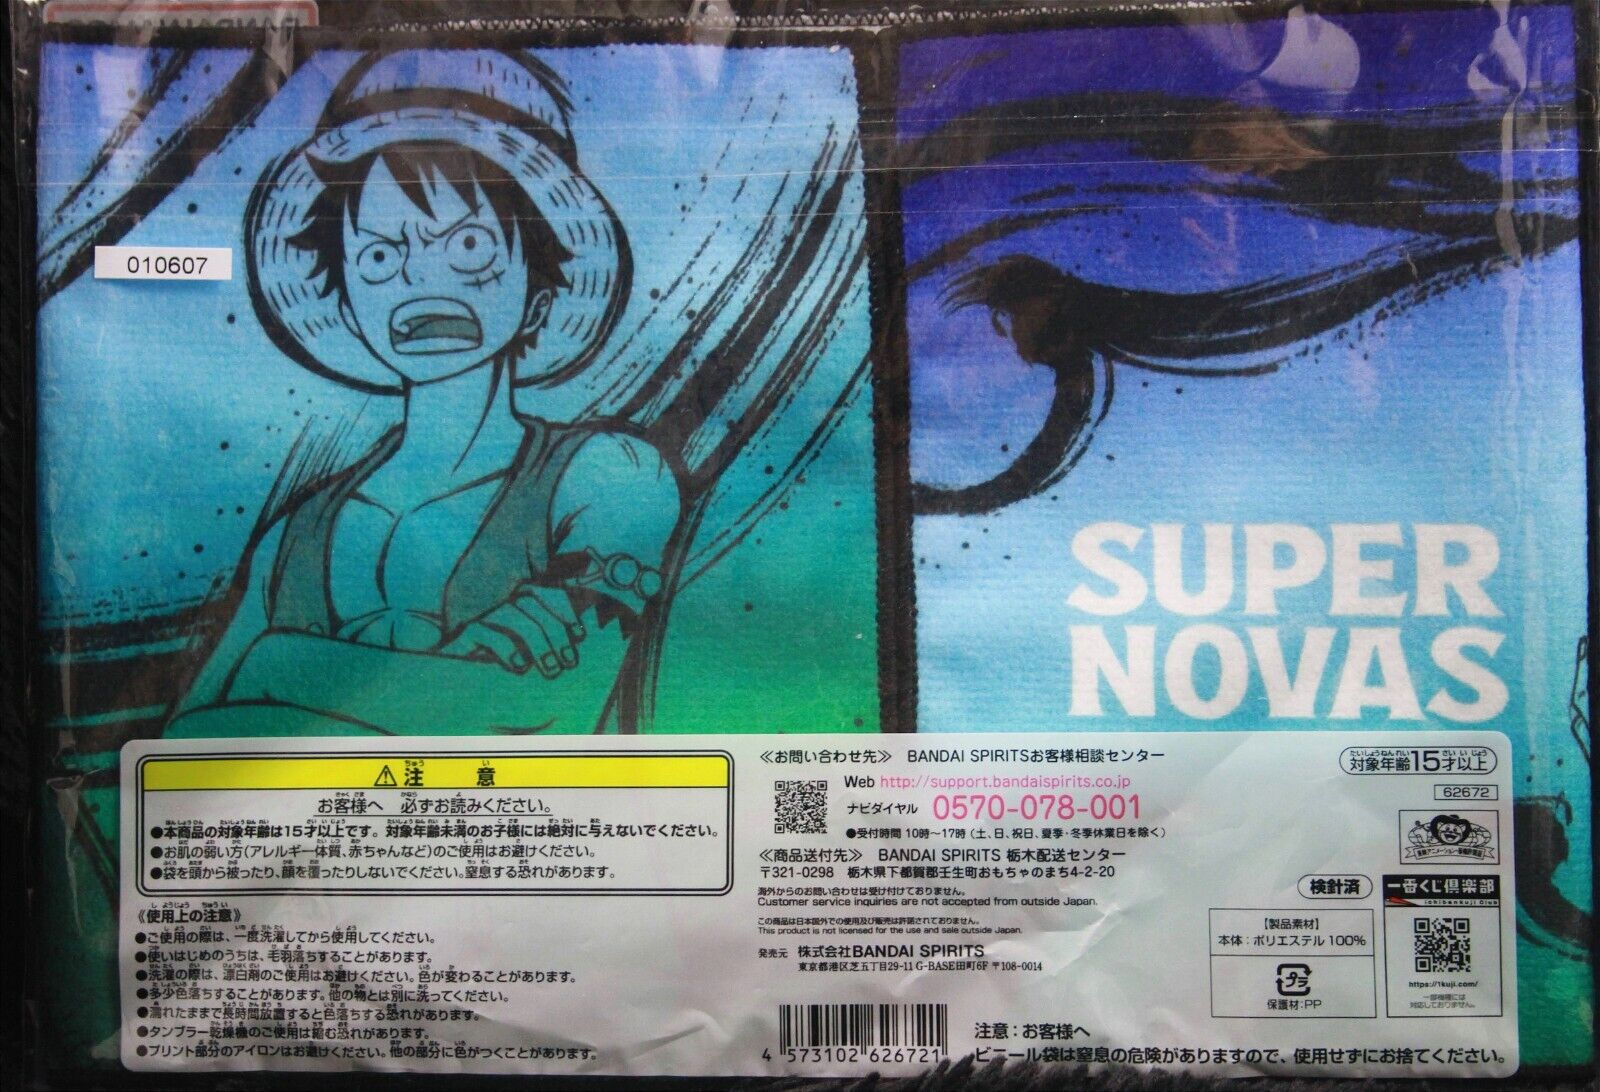 010607
SUPER
NOVAS
⚠注意
お客様へ 必ずお読みください。
●本商品の対象年齢は15才以上です。対象年齢未満のお子様には絶対に与えないでください。
●お肌の弱い方(アレルギー体質、赤ちゃんなど)のご使用はお避けください。
●袋を頭から被ったり、顔を覆ったりしないでください。窒息する恐れがあります。
《使用上の注意》
●ご使用の際は、一度洗濯してから使用してください。
●使いはじめのうちは、毛羽落ちすることがあります。
●洗濯の際は、漂白剤のご使用はお避けください。色が変わることがあります。
●多少色落ちすることがあります。他の物とは別に洗ってください。
●濡れたままで長時間放置すると色落ちする恐れがあります。
●タンブラー乾燥機のご使用は縮む恐れがあります。
●プリント部分のアイロンはお避けください。他の部分に色がつくことがあります。
≪お問い合わせ先≫ BANDAI SPIRITSお客様相談センター
Web http://support.bandaispirits.co.jp
ナビダイヤル 0570-078-001
●受付時間 10時～17時(土、日、祝日、夏季・冬季休業日を除く)
≪商品送付先≫ BANDAI SPIRITS 栃木配送センター
〒321-0298 栃木県下都賀郡壬生町おもちゃのまち4-2-20
海外からのお問い合わせは受け付けておりません。
Customer service inquiries are not accepted from outside Japan.
この商品は日本国外での使用及び販売は許諾されておりません。
This product is not licensed for the use and sale outside Japan.
発売元 株式会社BANDAI SPIRITS
東京都港区芝五丁目29-11 G-BASE田町6F 〒108-0014
4 573102 626721
注意：お客様へ
ビニール袋は窒息の危険がありますので、使用せずにお捨てください。
対象年齢15才以上
62672
検針済
一番くじ倶楽部
ichibankuji Club
【製品素材】
本体：ポリエステル100%
プラ
保護材：PP
https://1kuji.com/
一部機種には
対応しておりません。